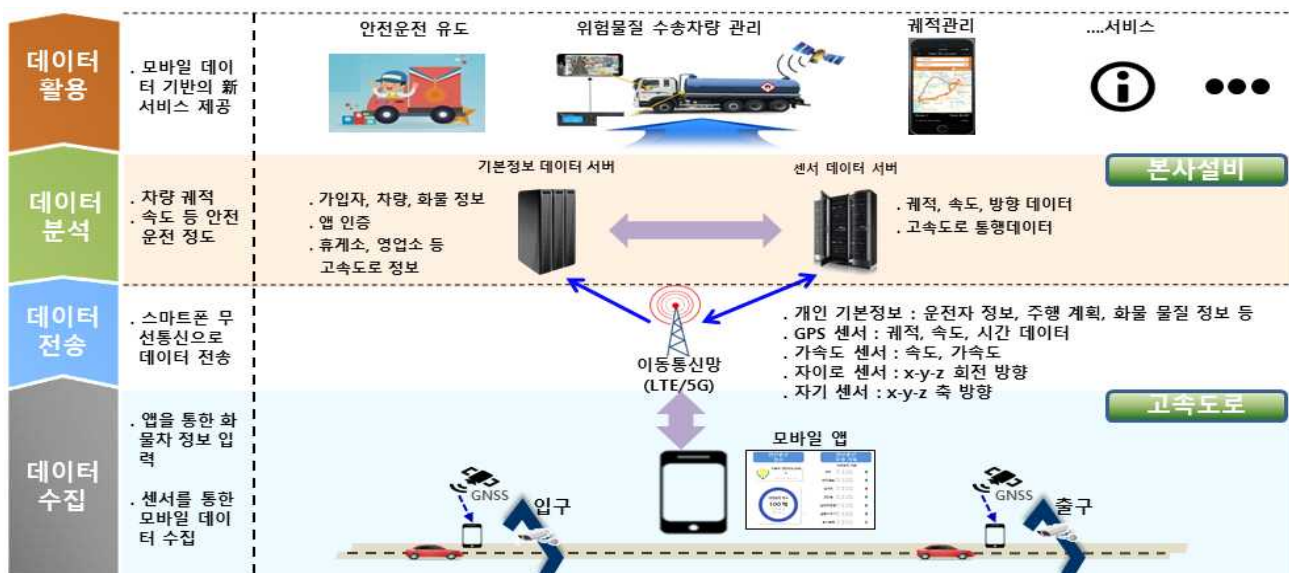 데이터
활용
. 모바일 데이
터 기반의 新
서비스 제공
안전운전 유도
위험물질 수송차량 관리
궤적관리
....서비스
데이터
분석
. 차량 궤적
. 속도 등 안전
운전 정도
기본정보 데이터 서버
. 가입자, 차량, 화물 정보
. 앱 인증
. 휴게소, 영업소 등
고속도로 정보
센서 데이터 서버
. 궤적, 속도, 방향 데이터
. 고속도로 통행데이터
본사설비
데이터
전송
. 스마트폰 무
선통신으로
데이터 전송
이동통신망
(LTE/5G)
. 개인 기본정보 : 운전자 정보, 주행 계획, 화물 물질 정보 등
. GPS 센서 : 궤적, 속도, 시간 데이터
. 가속도 센서 : 속도, 가속도
. 자이로 센서 : x-y-z 회전 방향
. 자기 센서 : x-y-z 축 방향
고속도로
데이터
수집
. 앱을 통한 화
물차 정보 입
력
. 센서를 통한
모바일 데이
터 수집
모바일 앱
GNSS
입구
GNSS
출구